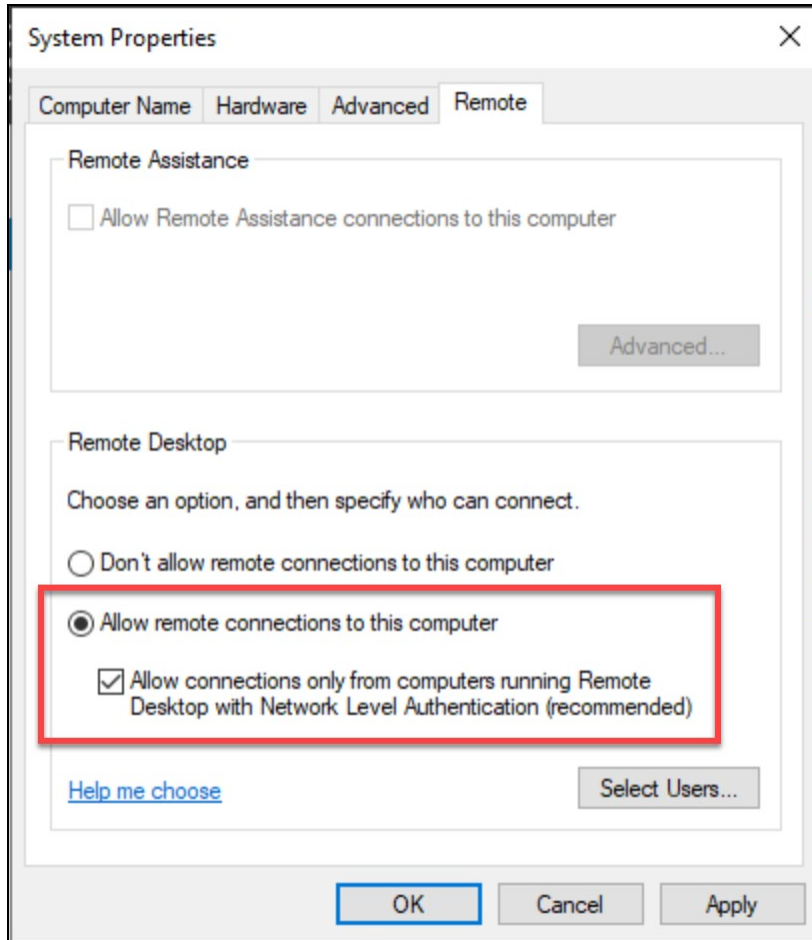 System Properties
Computer Name Hardware Advanced Remote
Remote Assistance
Allow Remote Assistance connections to this computer
Advanced...
Remote Desktop
Choose an option, and then specify who can connect.
Don't allow remote connections to this computer
Allow remote connections to this computer
Allow connections only from computers running Remote
Desktop with Network Level Authentication (recommended)
Help me choose
Select Users...
OK Cancel Apply